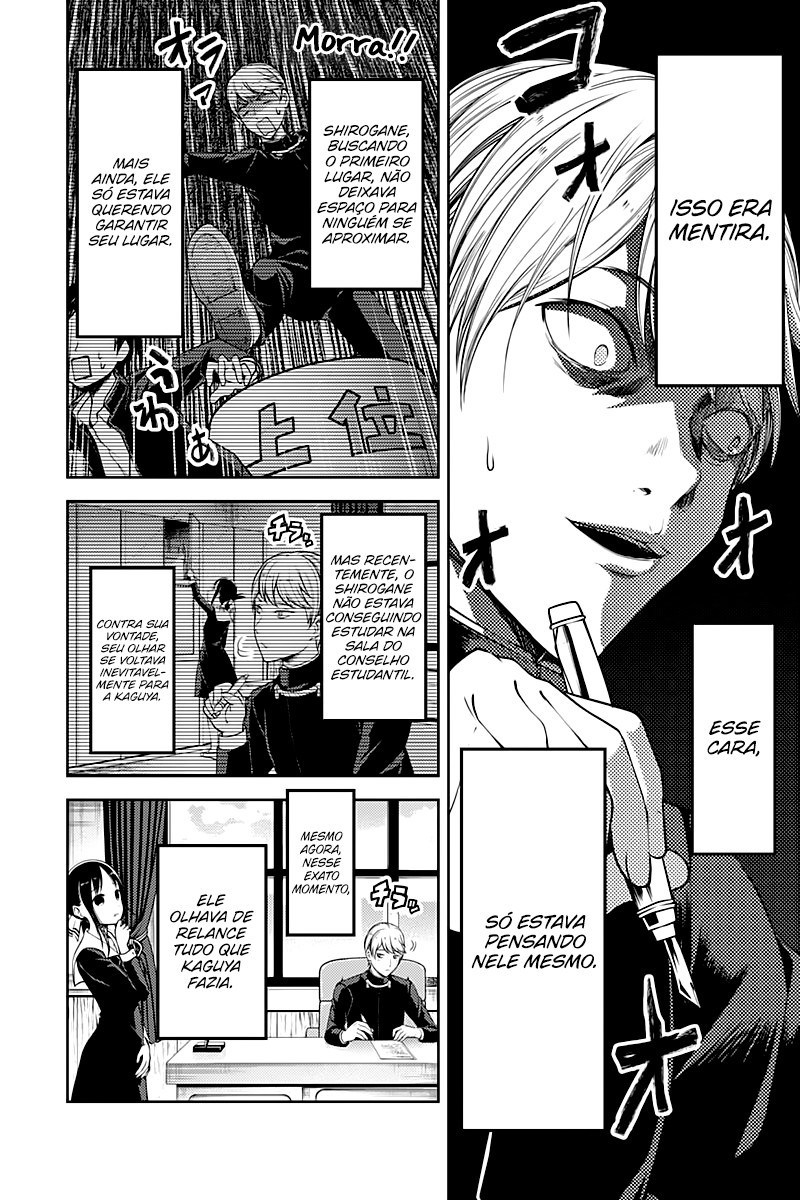 ISSO ERA
MENTIRA.
ゴ
オ
オ
オ
オ
ESSE
CARA,
SÓ ESTAVA
PENSANDO
NELE MESMO.
Morra!!
オラァ
SHIROGANE,
BUSCANDO
O PRIMEIRO
LUGAR, NÃO
DEIXAVA
ESPAÇO PARA
NINGUÉM SE
APROXIMAR.
MAIS
AINDA, ELE
SÓ ESTAVA
QUERENDO
GARANTIR
SEU LUGAR.
上位
わぅ
ぁ
チラッ
MAS RECEN-
TEMENTE, O
SHIROGANE
NÃO ESTAVA
CONSEGUINDO
ESTUDAR NA
SALA DO
CONSELHO
ESTUDANTIL.
CONTRA SUA
VONTADE,
SEU OLHAR
SE VOLTAVA
INEVITAVEL-
MENTE PARA
A KAGUYA.
MESMO
AGORA,
NESSE
EXATO
MOMENTO,
チラッ
ELE
OLHAVA DE
RELANCE
TUDO QUE
KAGUYA
FAZIA.